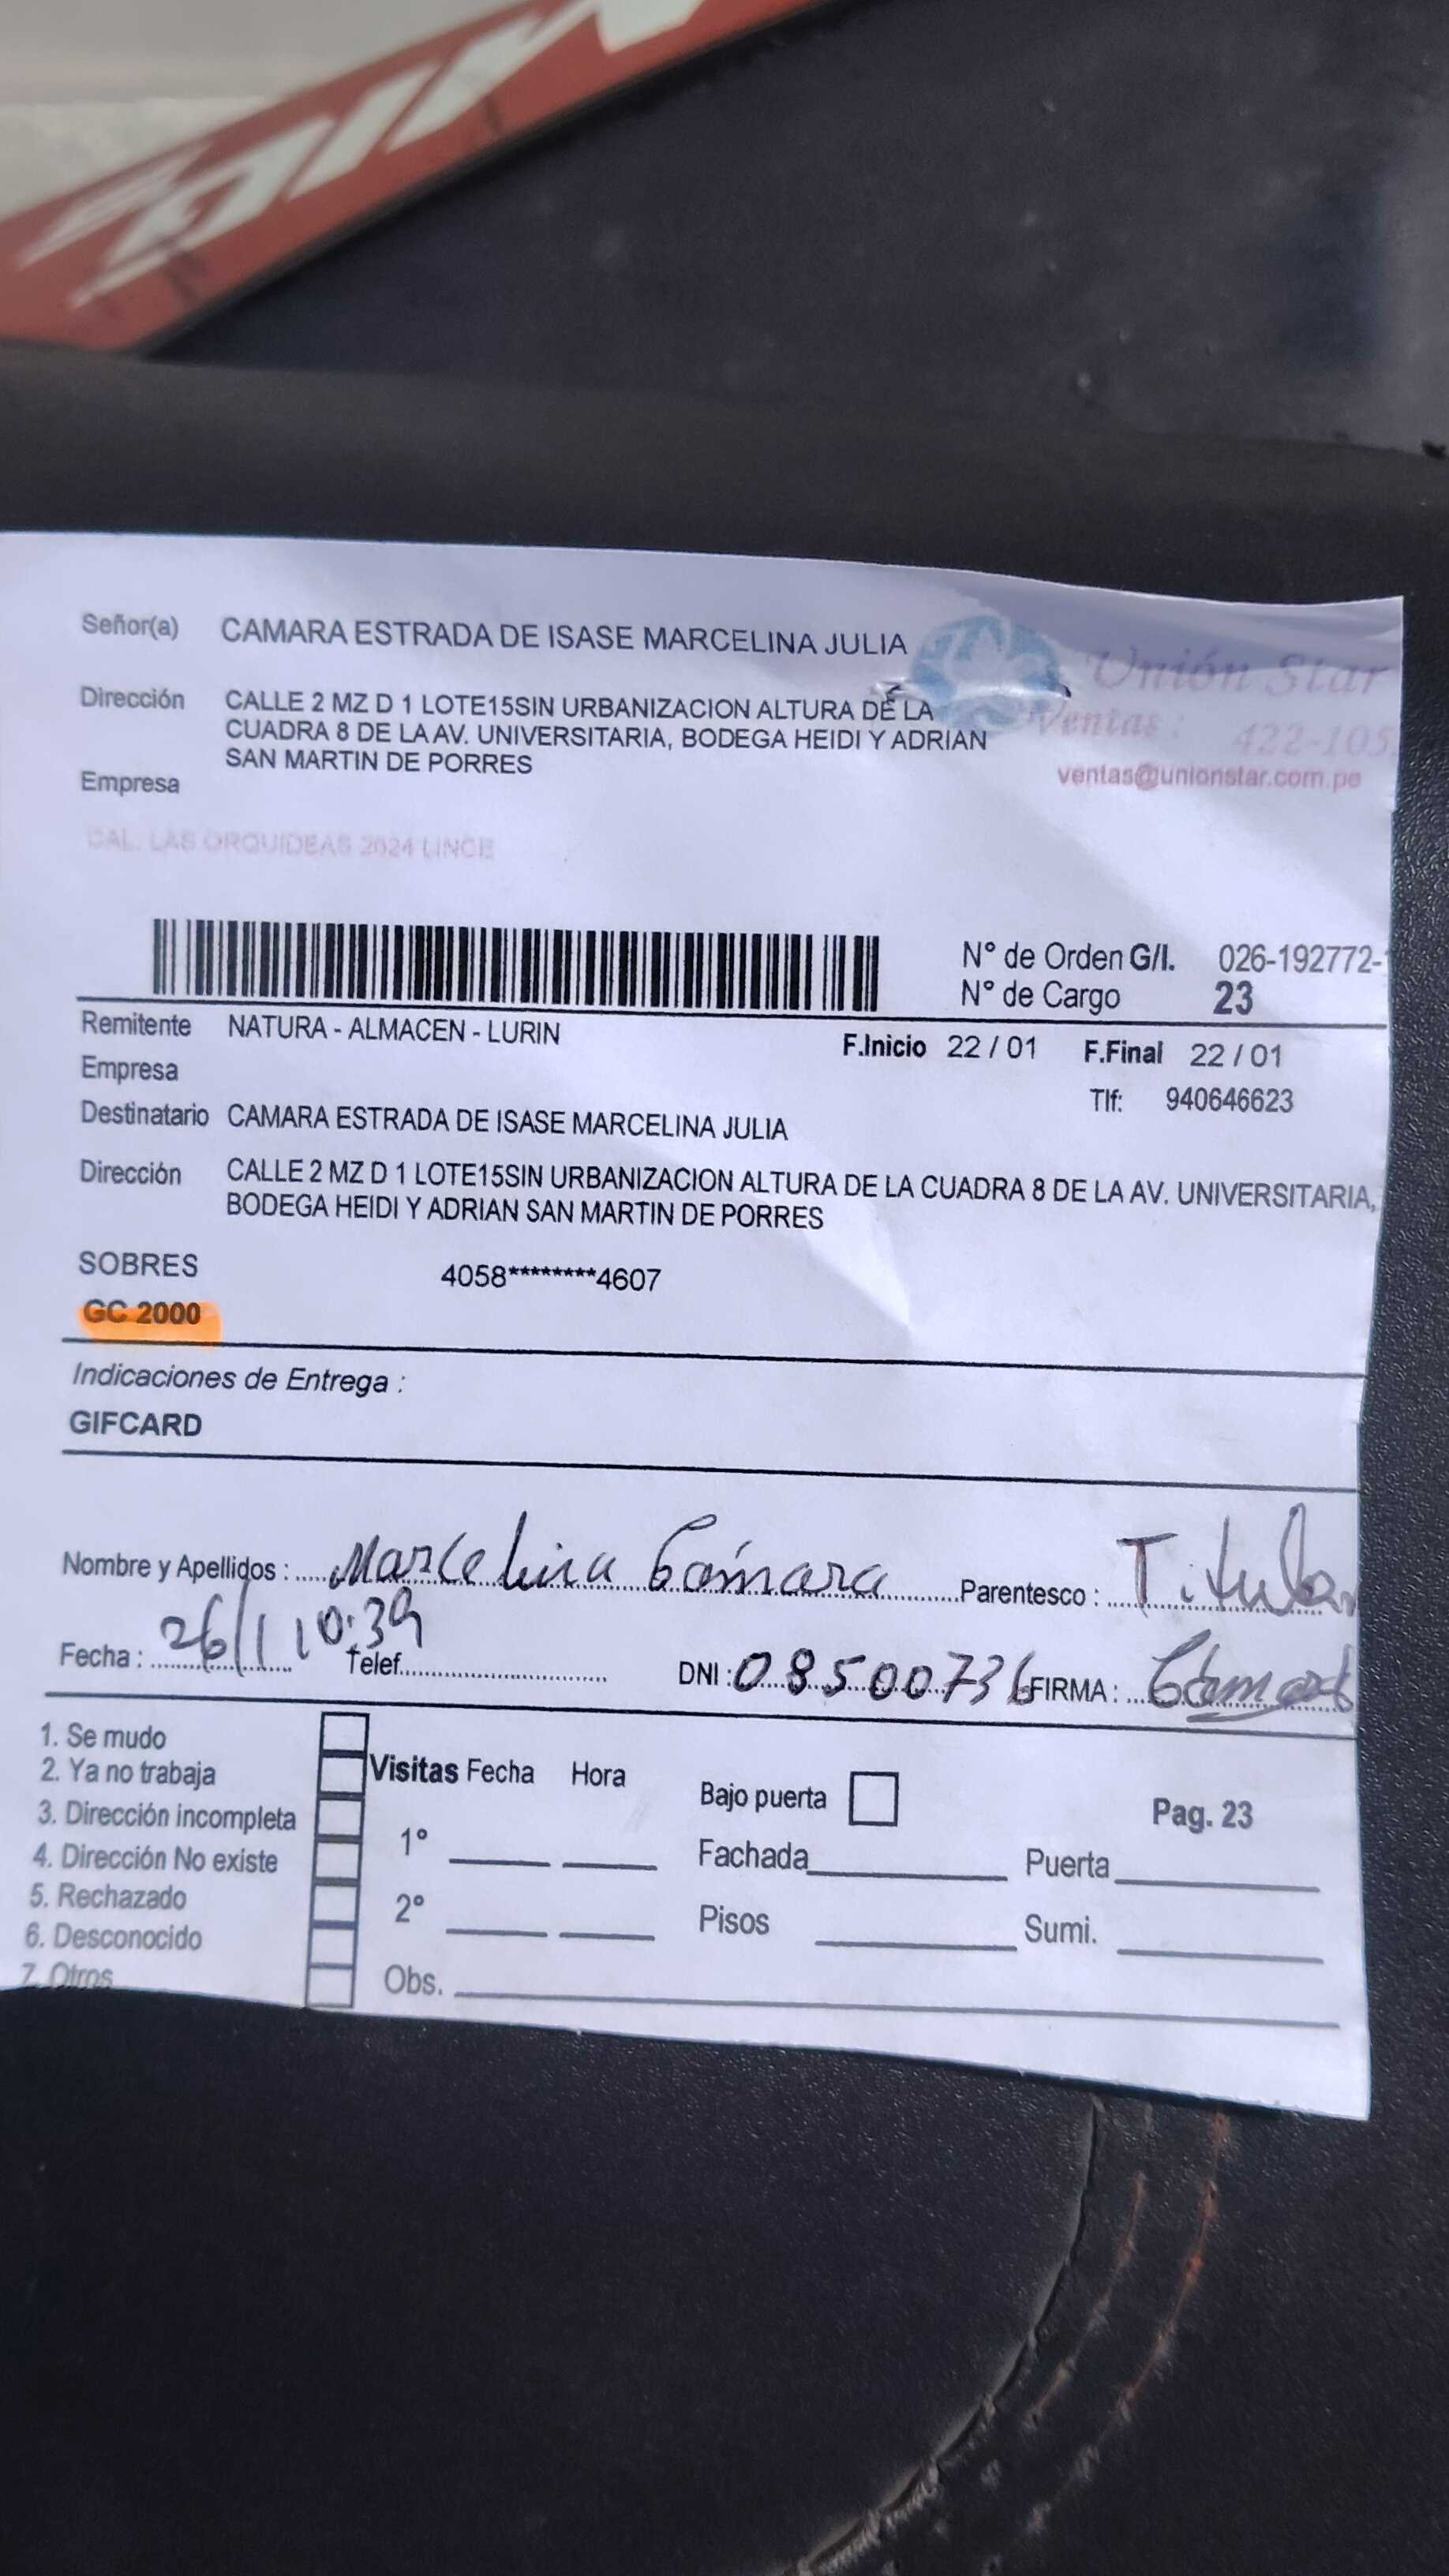 Señor(a) CAMARA ESTRADA DE ISASE MARCELINA JULIA
Unión Star
Dirección CALLE 2 MZ D 1 LOTE15SIN URBANIZACION ALTURA DE LA
CUADRA 8 DE LA AV. UNIVERSITARIA, BODEGA HEIDI Y ADRIAN
SAN MARTIN DE PORRES
Ventas : 422-105
ventas@unionstar.com.pe
Empresa
CAL. LAS ORQUIDEAS 2624 LINCE
N° de Orden G/I. 026-192772-
N° de Cargo 23
Remitente NATURA - ALMACEN - LURIN
F.Inicio 22 / 01 F.Final 22 / 01
Empresa
Tlf: 940646623
Destinatario CAMARA ESTRADA DE ISASE MARCELINA JULIA
Dirección CALLE 2 MZ D 1 LOTE15SIN URBANIZACION ALTURA DE LA CUADRA 8 DE LA AV. UNIVERSITARIA,
BODEGA HEIDI Y ADRIAN SAN MARTIN DE PORRES
SOBRES 4058********4607
GC 2000
Indicaciones de Entrega :
GIFCARD
Nombre y Apellidos : Marcelina Cámara Parentesco : Titular
Fecha : 26/1 10:39 Telef. DNI : 08500736 FIRMA :
1. Se mudo
2. Ya no trabaja
3. Dirección incompleta
4. Dirección No existe
5. Rechazado
6. Desconocido
7. Otros
Visitas Fecha Hora
1°
2°
Obs.
Bajo puerta
Pag. 23
Fachada Puerta
Pisos Sumi.